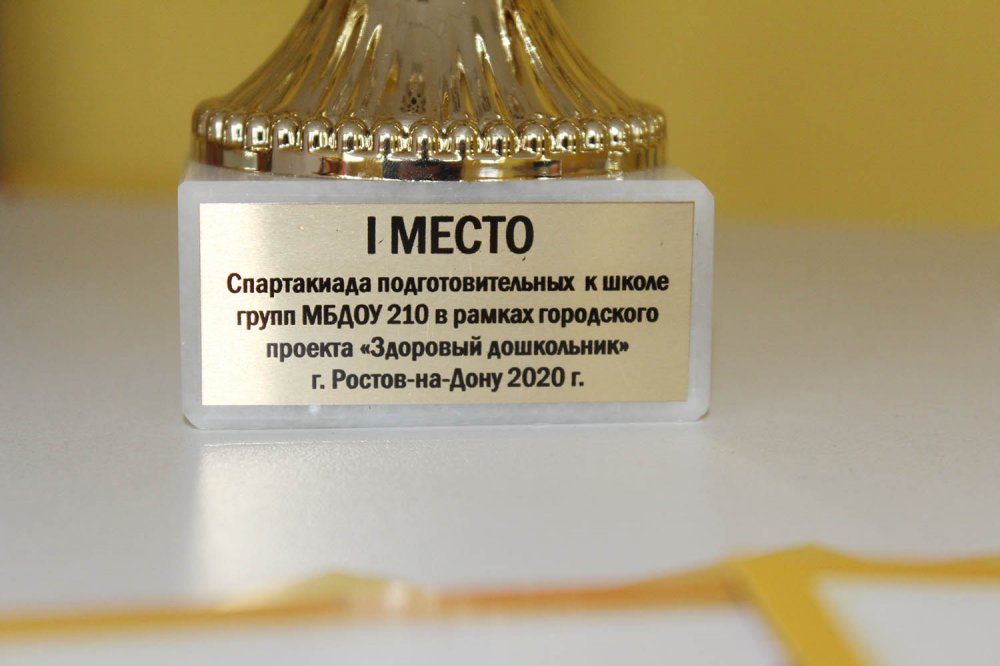 I МЕСТО
Спартакиада подготовительных к школе
групп МБДОУ 210 в рамках городского
проекта «Здоровый дошкольник»
г. Ростов-на-Дону 2020 г.